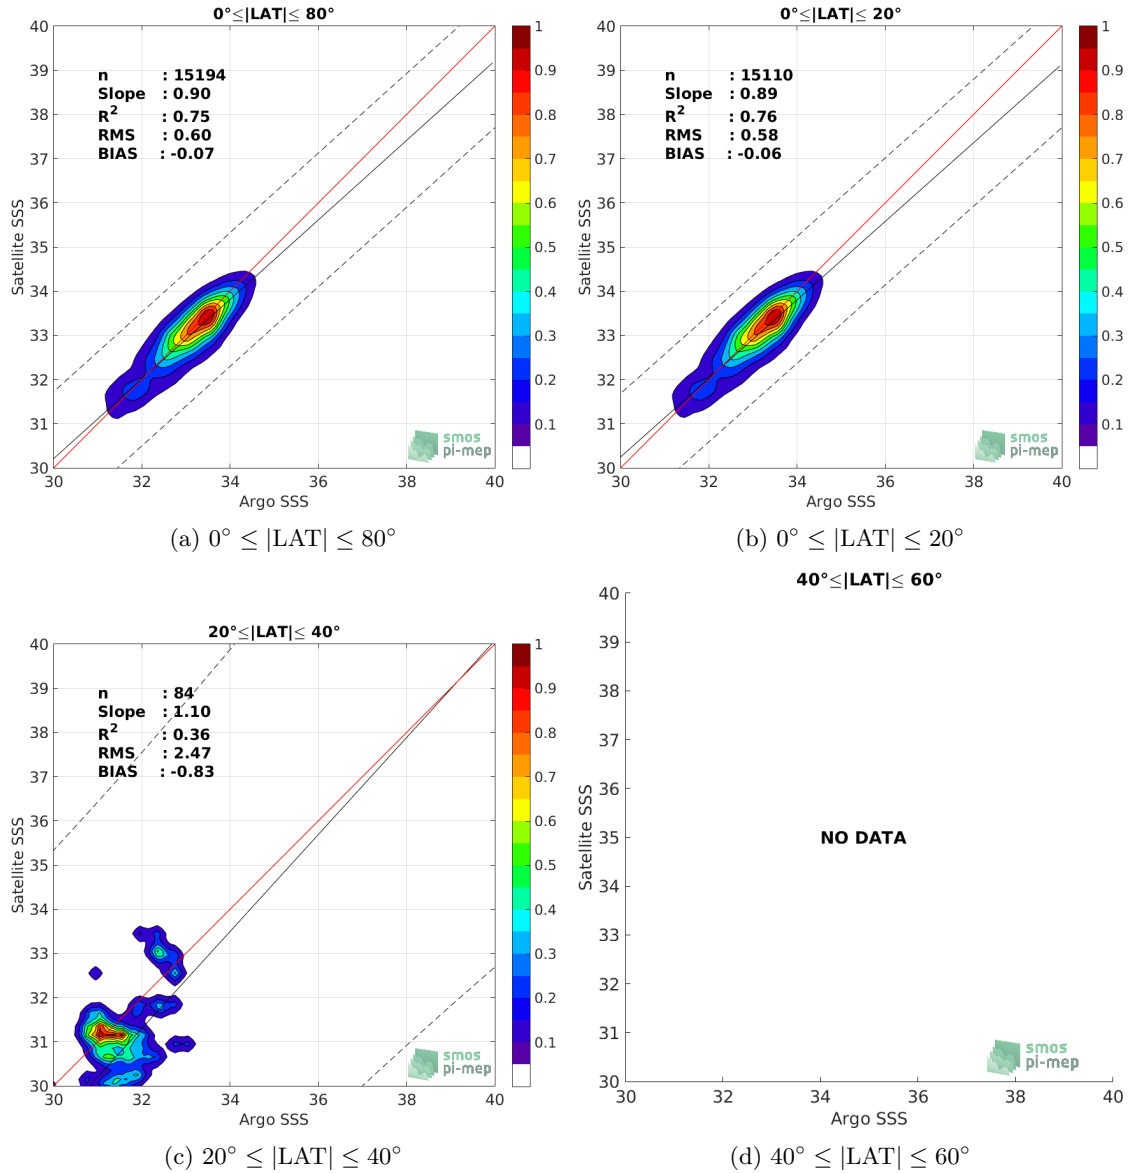 0°≤|LAT|≤ 80°
n : 15194
Slope : 0.90
R² : 0.75
RMS : 0.60
BIAS : -0.07
40
39
38
37
36
35
34
33
32
31
30
30 32 34 36 38 40
Satellite SSS
Argo SSS
1
0.9
0.8
0.7
0.6
0.5
0.4
0.3
0.2
0.1
smos
pi-mep
(a) 0° ≤ |LAT| ≤ 80°
0°≤|LAT|≤ 20°
n : 15110
Slope : 0.89
R² : 0.76
RMS : 0.58
BIAS : -0.06
40
39
38
37
36
35
34
33
32
31
30
30 32 34 36 38 40
Satellite SSS
Argo SSS
1
0.9
0.8
0.7
0.6
0.5
0.4
0.3
0.2
0.1
smos
pi-mep
(b) 0° ≤ |LAT| ≤ 20°
20°≤|LAT|≤ 40°
n : 84
Slope : 1.10
R² : 0.36
RMS : 2.47
BIAS : -0.83
40
39
38
37
36
35
34
33
32
31
30
30 32 34 36 38 40
Satellite SSS
Argo SSS
1
0.9
0.8
0.7
0.6
0.5
0.4
0.3
0.2
0.1
smos
pi-mep
(c) 20° ≤ |LAT| ≤ 40°
40°≤|LAT|≤ 60°
40
39
38
37
36
35
34
33
32
31
30
30 32 34 36 38 40
Satellite SSS
NO DATA
Argo SSS
smos
pi-mep
(d) 40° ≤ |LAT| ≤ 60°